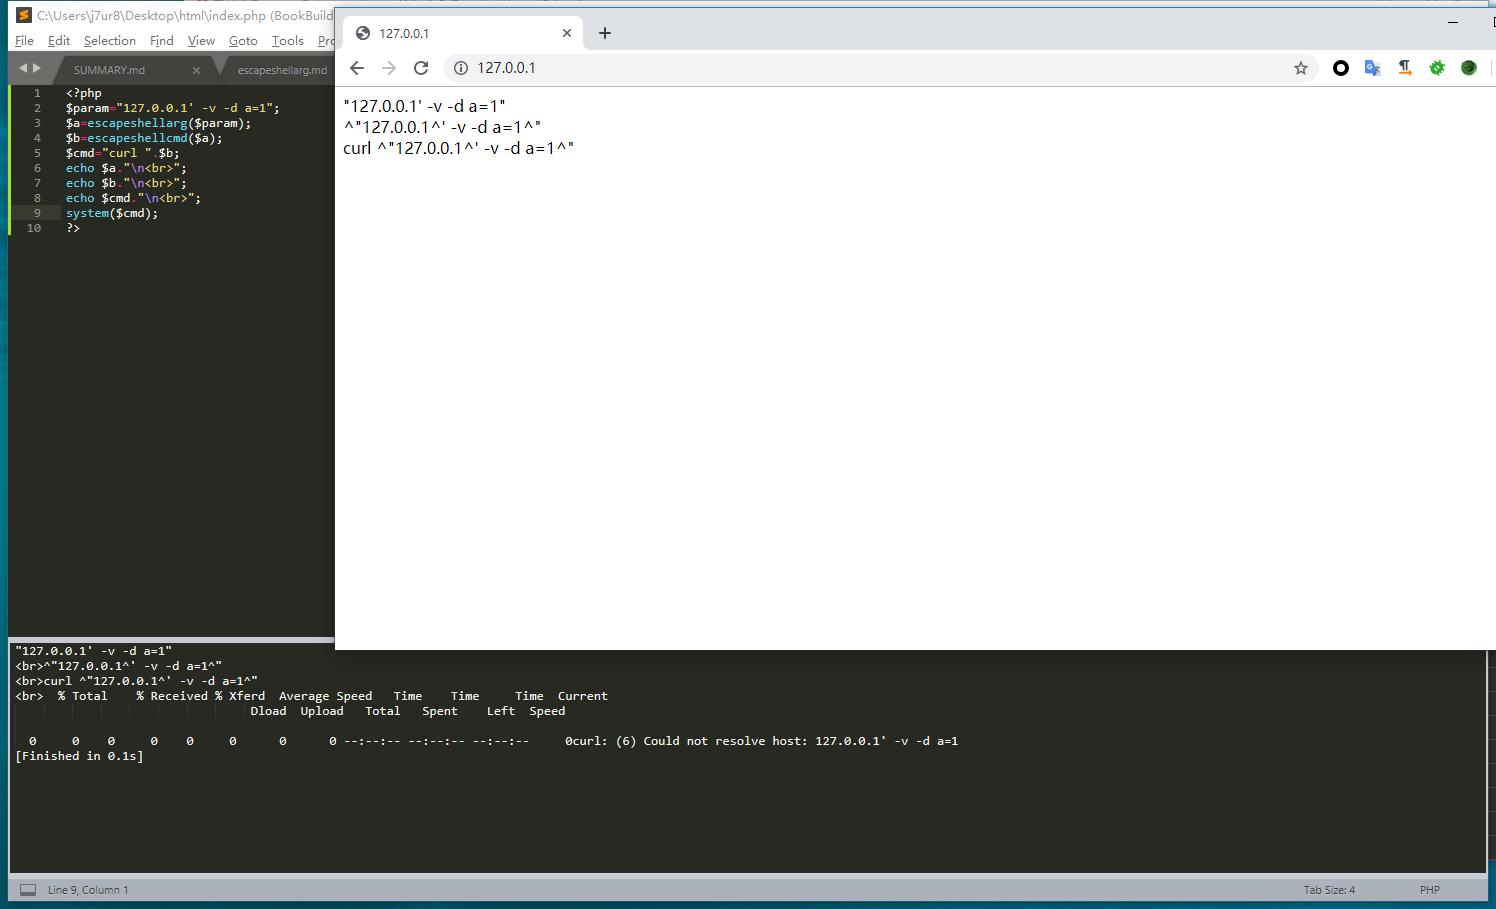 C:\Users\j7ur8\Desktop\html\index.php (BookBuild
File Edit Selection Find View Goto Tools Pro
SUMMARY.md
escapeshellarg.md
1 <?php
2 $param="127.0.0.1' -v -d a=1";
3 $a=escapeshellarg($param);
4 $b=escapeshellcmd($a);
5 $cmd="curl ".$b;
6 echo $a."\n<br>";
7 echo $b."\n<br>";
8 echo $cmd."\n<br>";
9 system($cmd);
10 ?>
127.0.0.1
127.0.0.1
"127.0.0.1' -v -d a=1"
^"127.0.0.1^' -v -d a=1^"
curl ^"127.0.0.1^' -v -d a=1^"
"127.0.0.1' -v -d a=1"
<br>^"127.0.0.1^' -v -d a=1^"
<br>curl ^"127.0.0.1^' -v -d a=1^"
<br>  % Total    % Received % Xferd  Average Speed   Time    Time     Time  Current
Dload  Upload   Total   Spent    Left  Speed
0     0    0     0    0     0      0      0 --:--:-- --:--:-- --:--:--     0curl: (6) Could not resolve host: 127.0.0.1' -v -d a=1
[Finished in 0.1s]
Line 9, Column 1
Tab Size: 4
PHP